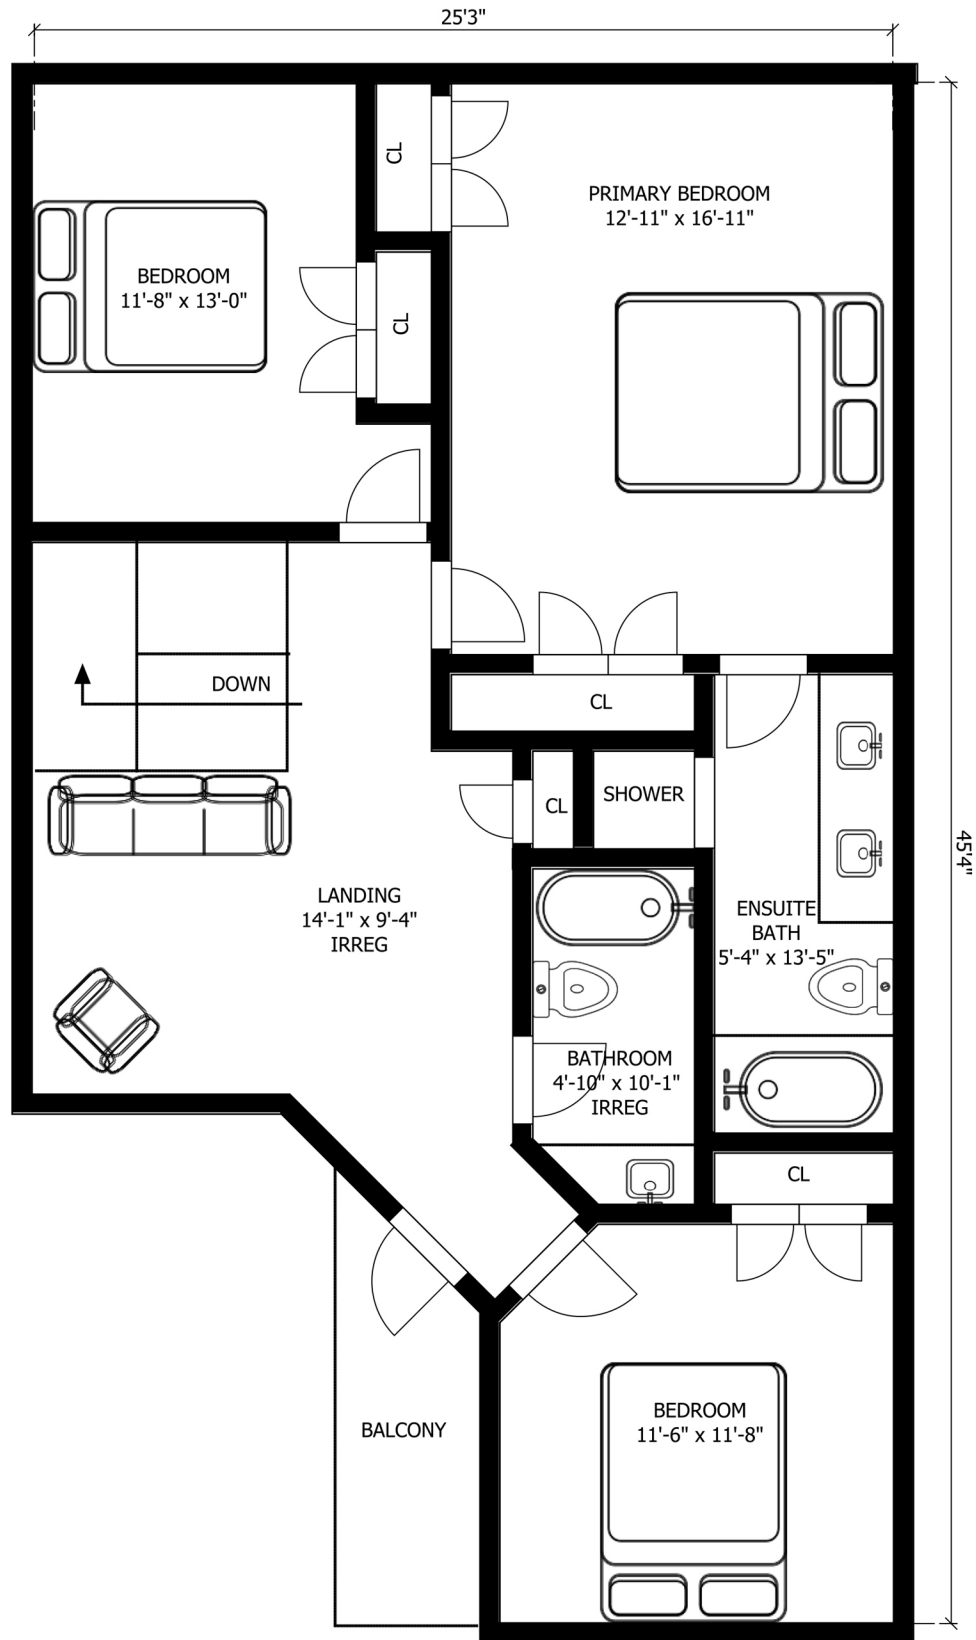 25'3"
CL
PRIMARY BEDROOM
12'-11" x 16'-11"
BEDROOM
11'-8" x 13'-0"
CL
DOWN
CL
SHOWER
CL
45'4"
LANDING
14'-1" x 9'-4"
IRREG
ENSUITE
BATH
5'-4" x 13'-5"
BATHROOM
4'-10" x 10'-1"
IRREG
CL
BALCONY
BEDROOM
11'-6" x 11'-8"